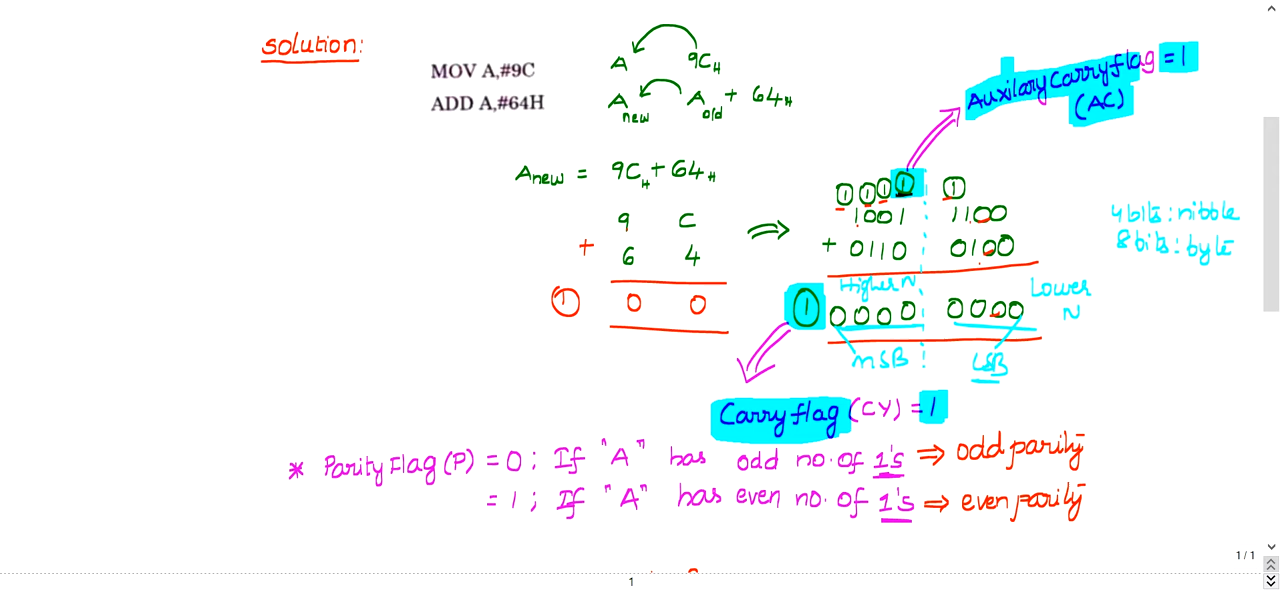 solution:
MOV A,#9C
ADD A,#64H
A 9CH
Anew Aold + 64H
Auxilary Carry flag = 1
(AC)
Anew = 9CH + 64H
9 C
+ 6 4
1 0 0
⇒
1 1 1 1 1
1001 1100
+ 0110 0100
Higher N
Lower N
1 0000 0000
MSB LSB
4 bits : nibble
8 bits : byte
Carry flag (CY) = 1
* Parity Flag (P) = 0 ; If "A" has odd no. of 1's ⇒ odd parity
= 1 ; If "A" has even no. of 1's ⇒ even parity
1 / 1
1